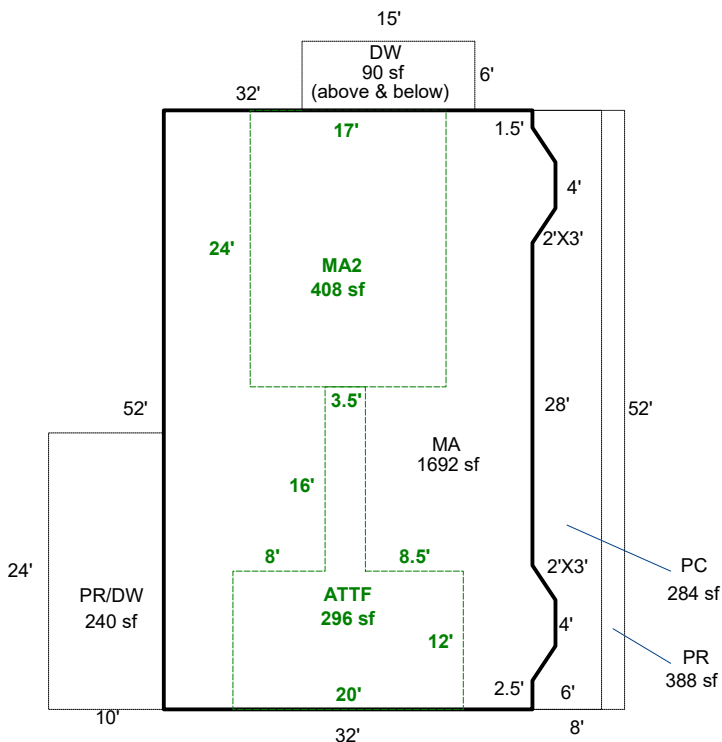 15'
DW
90 sf
(above & below)
6'
32'
17'
1.5'
4'
24'
2'X3'
MA2
408 sf
52'
3.5'
28'
52'
MA
1692 sf
16'
8'
8.5'
2'X3'
PC
284 sf
24'
PR/DW
240 sf
ATTF
296 sf
12'
4'
PR
388 sf
20'
2.5'
6'
10'
32'
8'